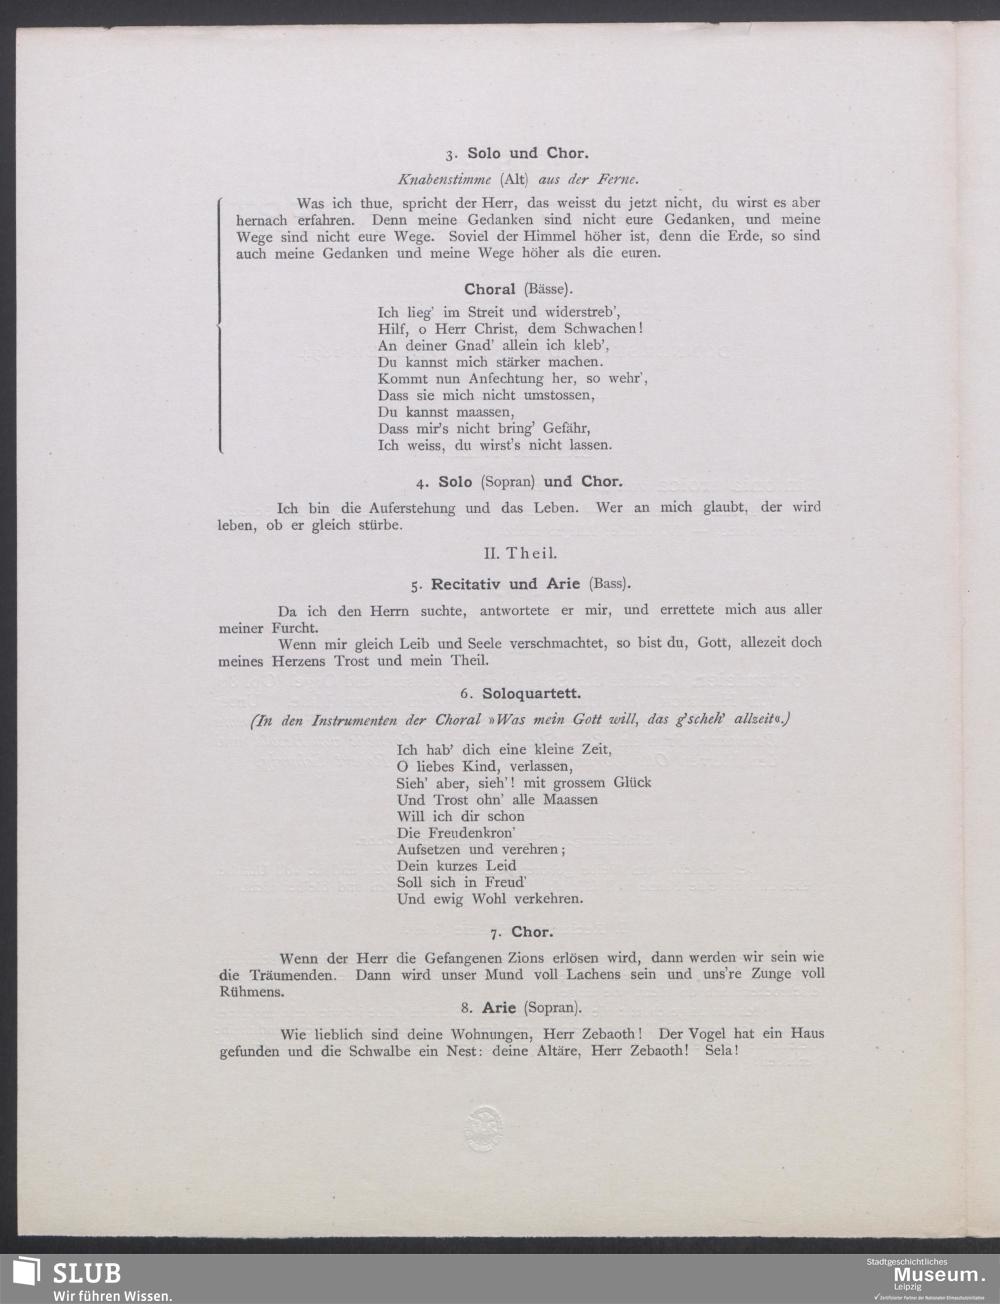 3. Solo und Chor.
Knabenstimme (Alt) aus der Ferne.
Was ich thue, spricht der Herr, das weisst du jetzt nicht, du wirst es aber
hernach erfahren. Denn meine Gedanken sind nicht eure Gedanken, und meine
Wege sind nicht eure Wege. Soviel der Himmel höher ist, denn die Erde, so sind
auch meine Gedanken und meine Wege höher als die euren.
Choral (Bässe).
Ich lieg' im Streit und widerstreb',
Hilf, o Herr Christ, dem Schwachen!
An deiner Gnad' allein ich kleb',
Du kannst mich stärker machen.
Kommt nun Anfechtung her, so wehr',
Dass sie mich nicht umstossen,
Du kannst maassen,
Dass mir's nicht bring' Gefähr,
Ich weiss, du wirst's nicht lassen.
4. Solo (Sopran) und Chor.
Ich bin die Auferstehung und das Leben. Wer an mich glaubt, der wird
leben, ob er gleich stürbe.
II. Theil.
5. Recitativ und Arie (Bass).
Da ich den Herrn suchte, antwortete er mir, und errettete mich aus aller
meiner Furcht.
Wenn mir gleich Leib und Seele verschmachtet, so bist du, Gott, allezeit doch
meines Herzens Trost und mein Theil.
6. Soloquartett.
(In den Instrumenten der Choral »Was mein Gott will, das g'scheh' allzeit«.)
Ich hab' dich eine kleine Zeit,
O liebes Kind, verlassen,
Sieh' aber, sieh'! mit grossem Glück
Und Trost ohn' alle Maassen
Will ich dir schon
Die Freudenkron'
Aufsetzen und verehren;
Dein kurzes Leid
Soll sich in Freud'
Und ewig Wohl verkehren.
7. Chor.
Wenn der Herr die Gefangenen Zions erlösen wird, dann werden wir sein wie
die Träumenden. Dann wird unser Mund voll Lachens sein und uns're Zunge voll
Rühmens.
8. Arie (Sopran).
Wie lieblich sind deine Wohnungen, Herr Zebaoth! Der Vogel hat ein Haus
gefunden und die Schwalbe ein Nest: deine Altäre, Herr Zebaoth! Sela!
SLUB
Wir führen Wissen.
Stadtgeschichtliches
Museum.
Leipzig
Zertifizierter Partner der Nationalen Klimaschutzinitiative